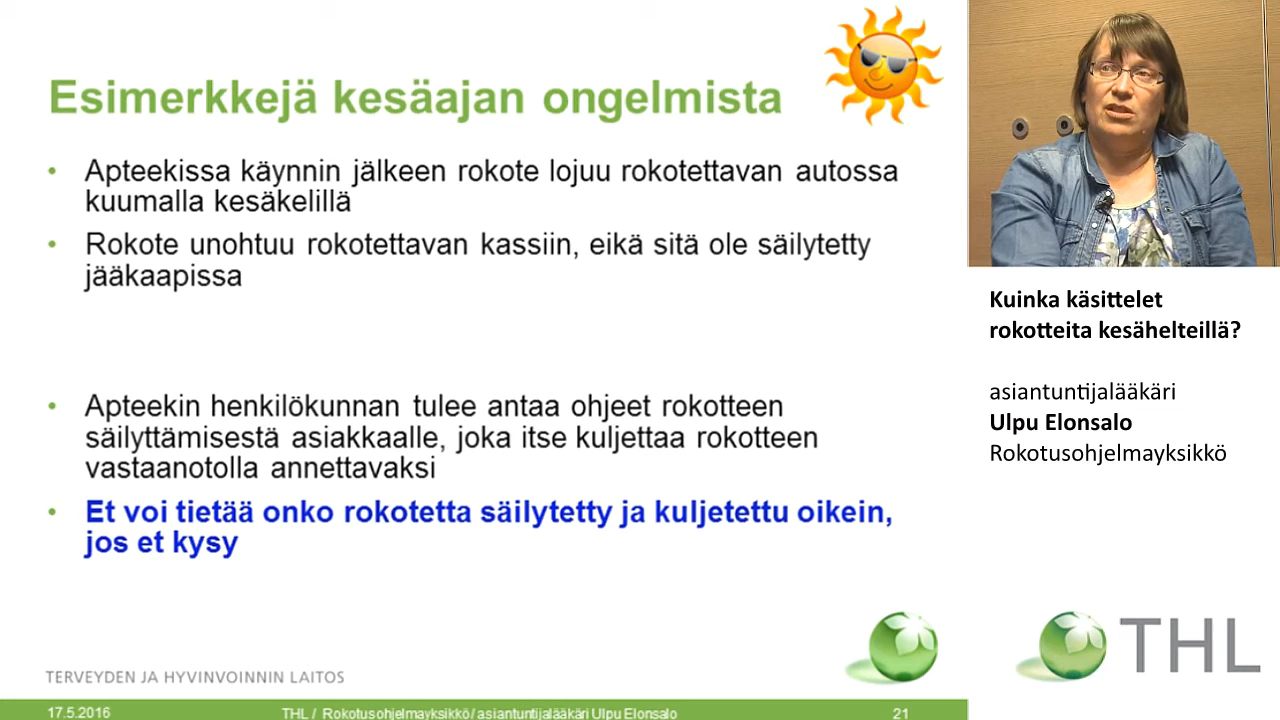 Esimerkkejä kesäajan ongelmista
• Apteekissa käynnin jälkeen rokote lojuu rokotettavan autossa
kuumalla kesäkelillä
• Rokote unohtuu rokotettavan kassiin, eikä sitä ole säilytetty
jääkaapissa
• Apteekin henkilökunnan tulee antaa ohjeet rokotteen
säilyttämisestä asiakkaalle, joka itse kuljettaa rokotteen
vastaanotolla annettavaksi
• Et voi tietää onko rokotetta säilytetty ja kuljetettu oikein,
jos et kysy
TERVEYDEN JA HYVINVOINNIN LAITOS
17.5.2016 THL / Rokotusohjelmayksikkö/ asiantuntijalääkäri Ulpu Elonsalo 21
Kuinka käsittelet
rokotteita kesähelteillä?
asiantuntijalääkäri
Ulpu Elonsalo
Rokotusohjelmayksikkö
THL